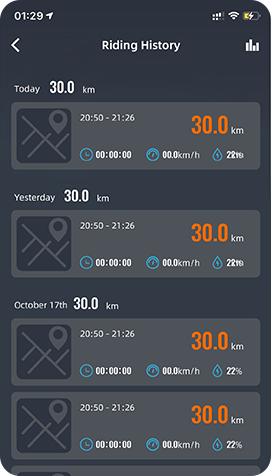 01:29
Riding History
Today 30.0 km
20:50 - 21:26
30.0 km
00:00:00 00.0km/h
Yesterday 30.0 km
20:50 - 21:26
30.0 km
00:00:00 00.0km/h
October 17th 30.0 km
20:50 - 21:26
30.0 km
00:00:00 00.0km/h 22%
20:50 - 21:26
30.0 km
00:00:00 00.0km/h 22%